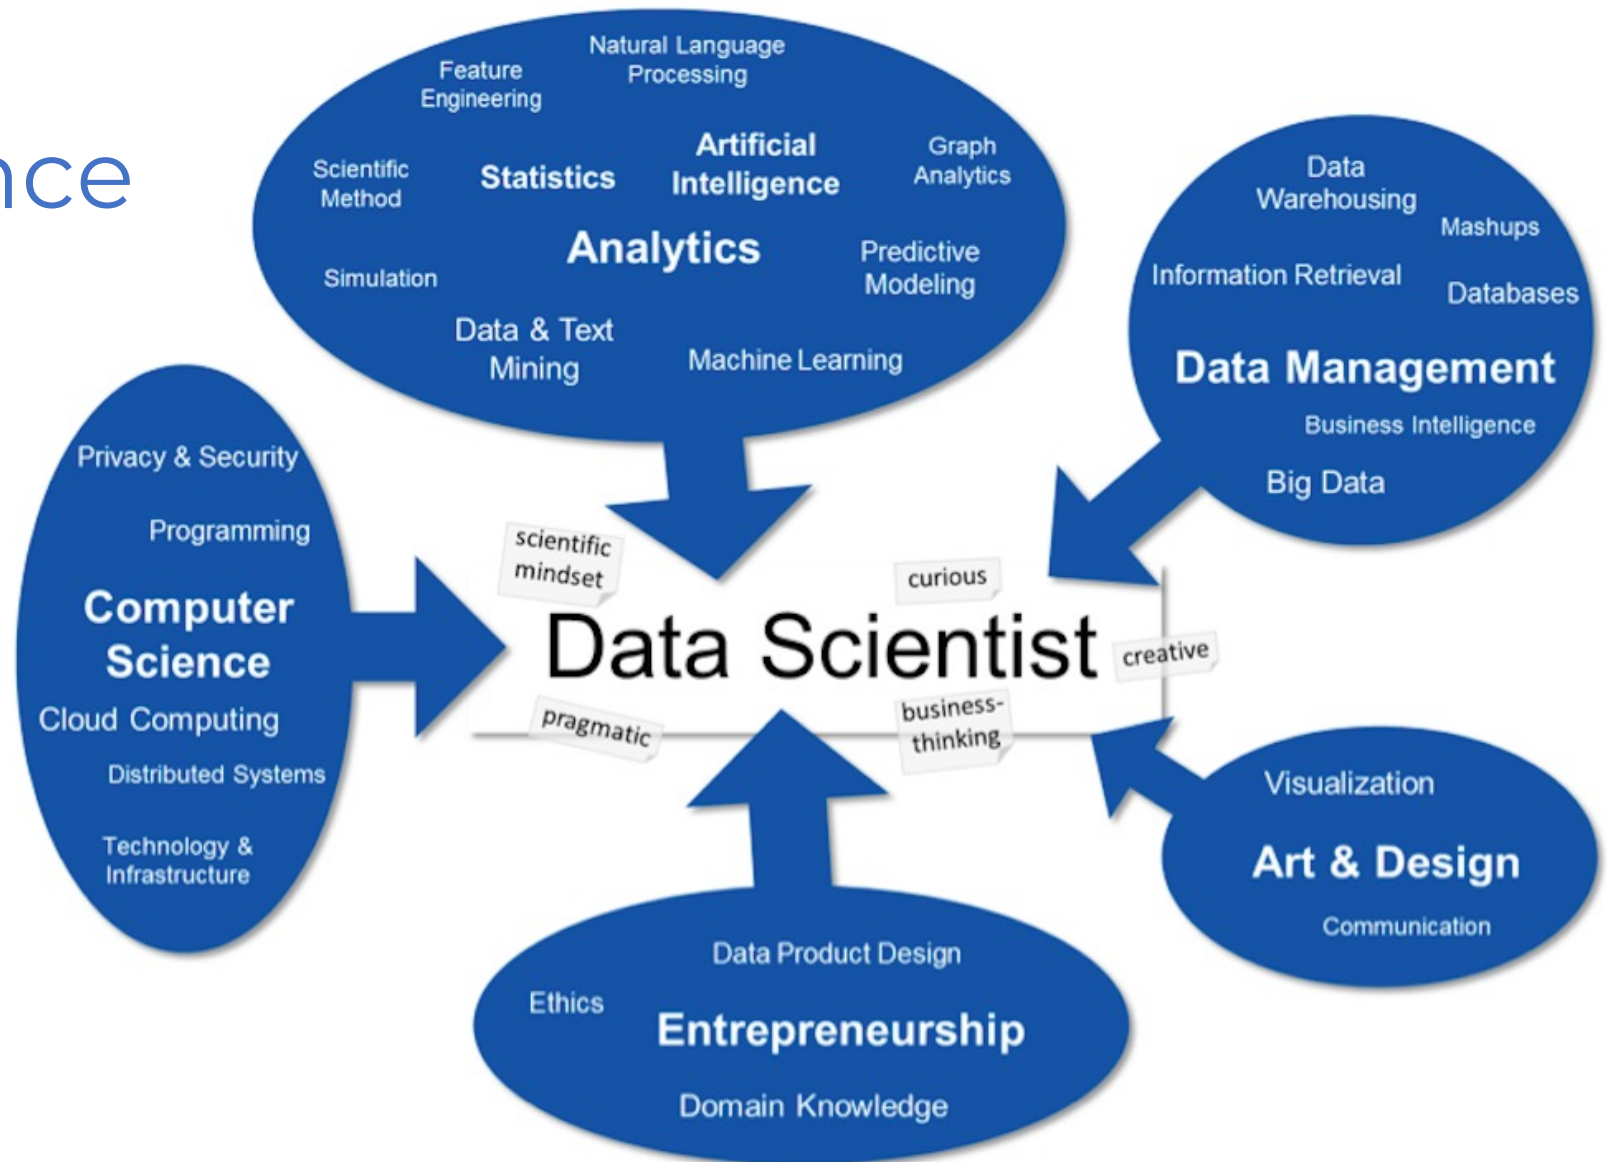 nce
Natural Language
Processing
Feature
Engineering
Artificial
Intelligence
Graph
Analytics
Scientific
Method
Statistics
Analytics
Predictive
Modeling
Simulation
Data & Text
Mining
Machine Learning
Data
Warehousing
Mashups
Information Retrieval
Databases
Data Management
Business Intelligence
Big Data
Privacy & Security
Programming
Computer
Science
Cloud Computing
Distributed Systems
Technology &
Infrastructure
scientific
mindset
curious
Data Scientist
creative
pragmatic
business-
thinking
Visualization
Art & Design
Communication
Data Product Design
Ethics
Entrepreneurship
Domain Knowledge